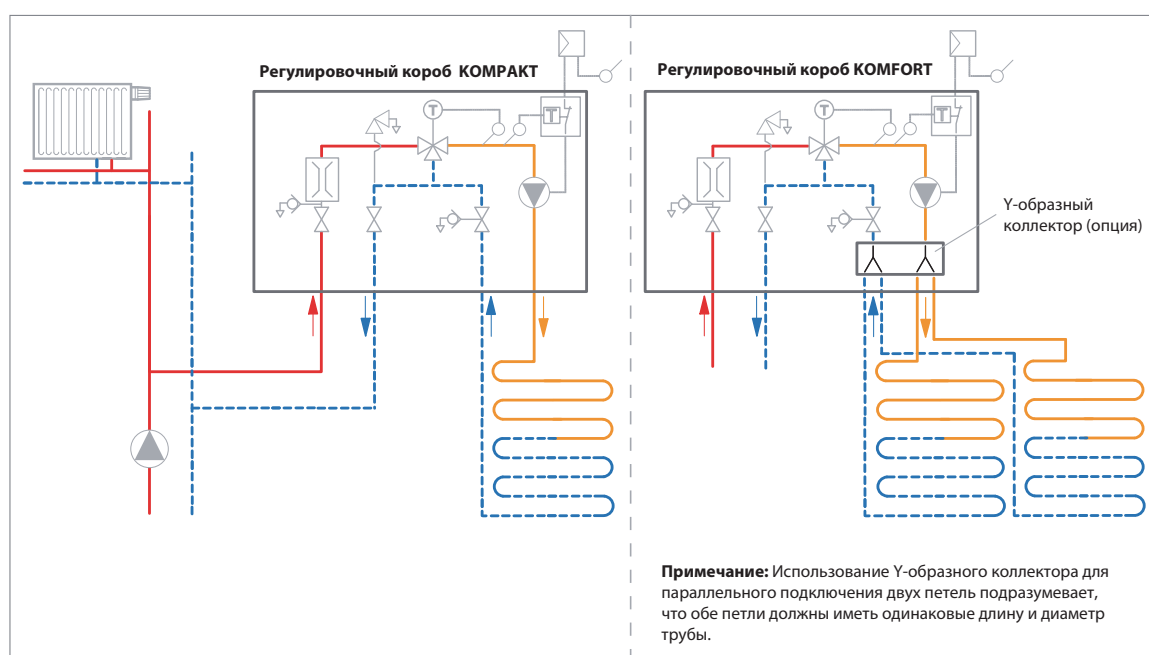 Регулировочный короб KOMPAKT
Регулировочный короб KOMFORT
T
T
T
T
Y-образный
коллектор (опция)
Примечание: Использование Y-образного коллектора для
параллельного подключения двух петель подразумевает,
что обе петли должны иметь одинаковые длину и диаметр
трубы.